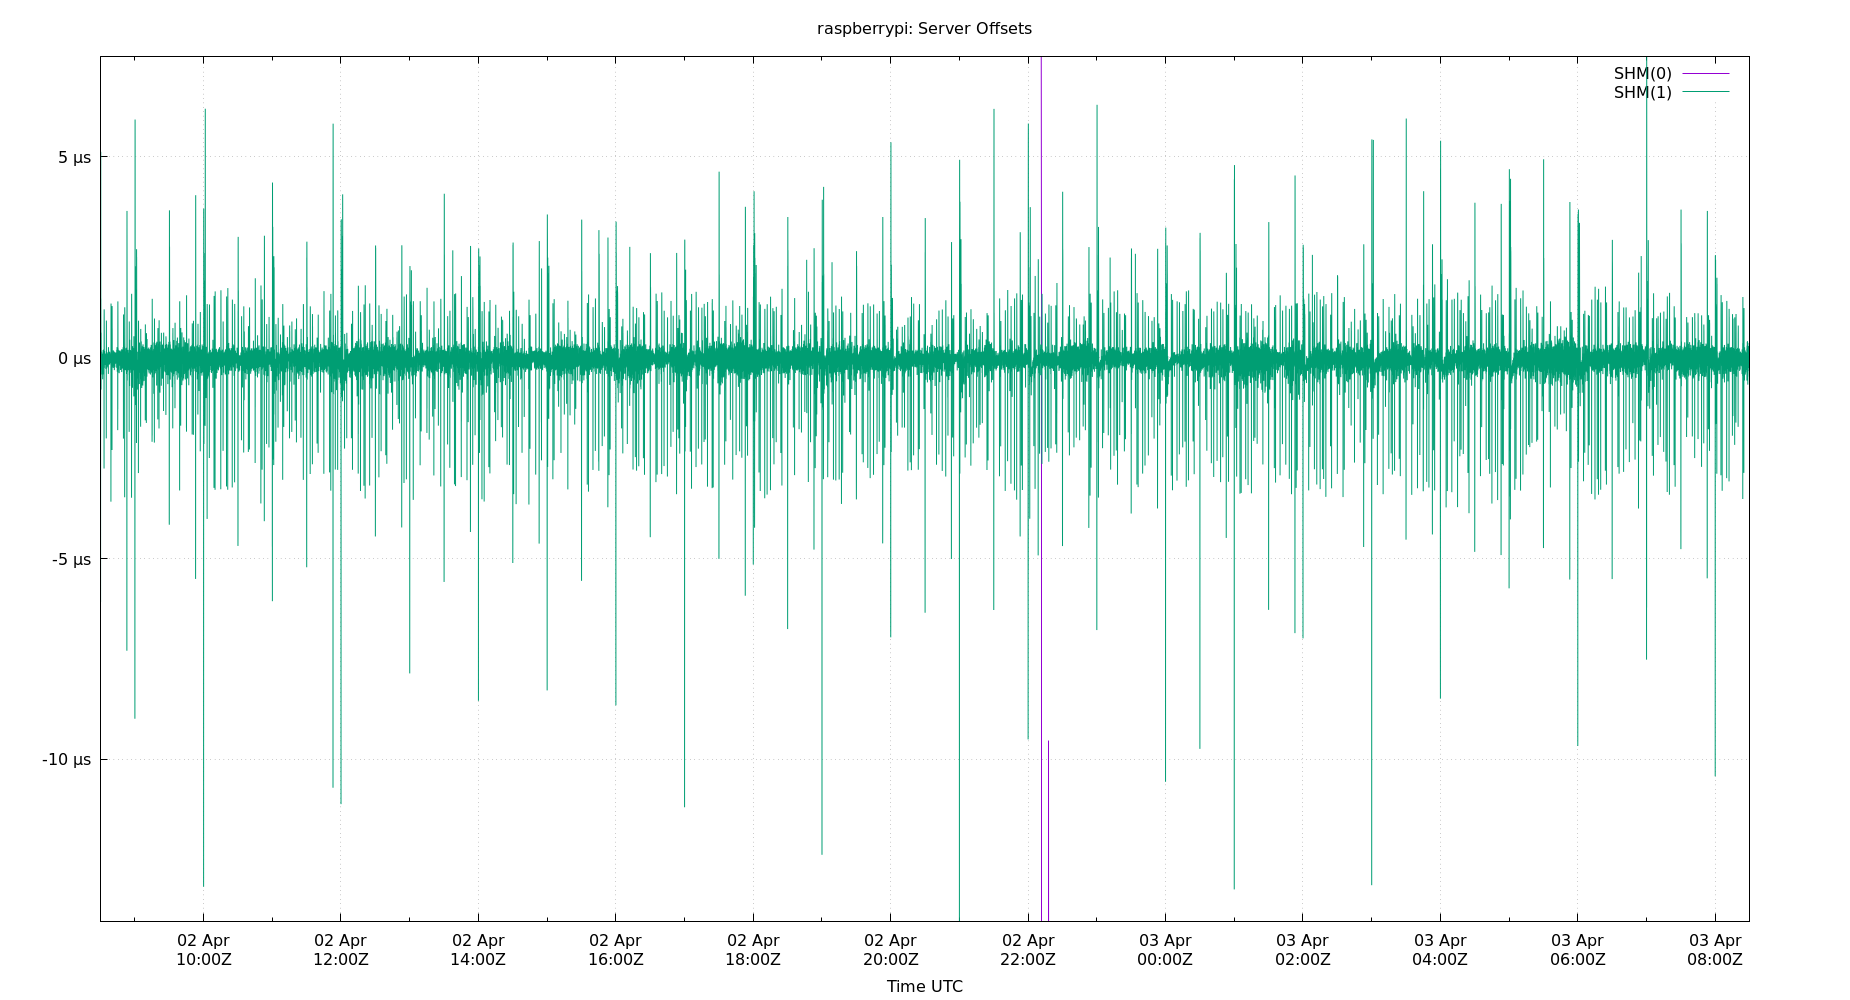 raspberrypi: Server Offsets
SHM(0)
SHM(1)
5 µs
0 µs
-5 µs
-10 µs
02 Apr 02 Apr 02 Apr 02 Apr 02 Apr 02 Apr 02 Apr 03 Apr 03 Apr 03 Apr 03 Apr 03 Apr
10:00Z 12:00Z 14:00Z 16:00Z 18:00Z 20:00Z 22:00Z 00:00Z 02:00Z 04:00Z 06:00Z 08:00Z
Time UTC